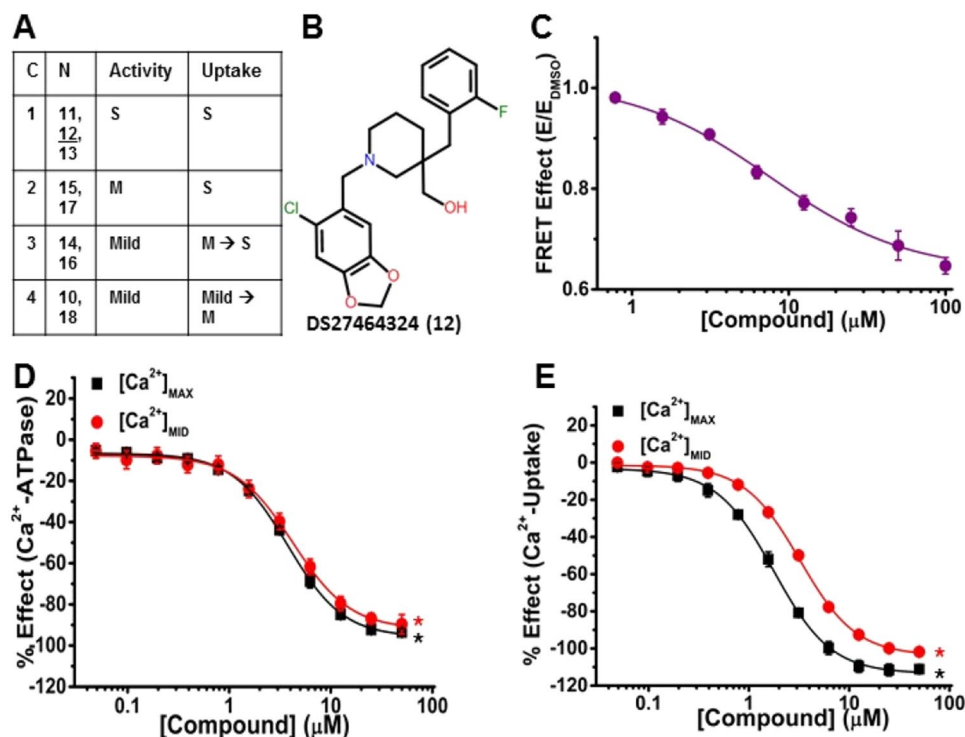 A
C N Activity Uptake
1 11, 12, 13 S S
2 15, 17 M S
3 14, 16 Mild M → S
4 10, 18 Mild Mild → M
B
F
N
OH
Cl
O
O
DS27464324 (12)
C
FRET Effect (E/E_DMSO)
1.0
0.8
0.6
1 10 100
[Compound] (µM)
D
[Ca²⁺]MAX
[Ca²⁺]MID
% Effect (Ca²⁺-ATPase)
20
0
-20
-40
-60
-80
-100
-120
*
*
0.1 1 10 100
[Compound] (µM)
E
[Ca²⁺]MAX
[Ca²⁺]MID
% Effect (Ca²⁺-Uptake)
20
0
-20
-40
-60
-80
-100
-120
*
*
0.1 1 10 100
[Compound] (µM)